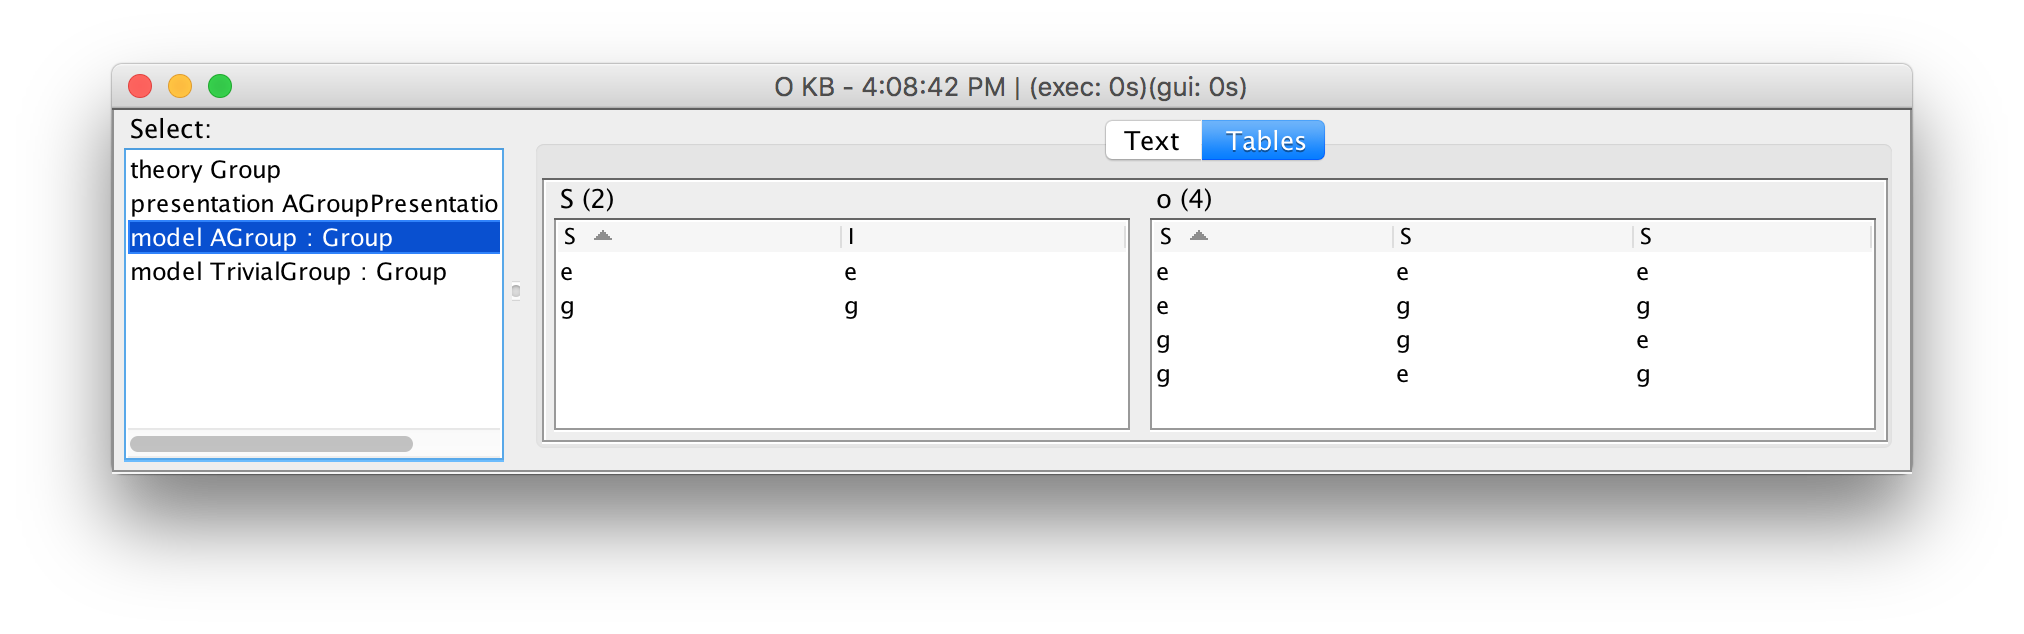 O KB - 4:08:42 PM | (exec: 0s)(gui: 0s)
Select:
theory Group
presentation AGroupPresentatio
model AGroup : Group
model TrivialGroup : Group
Text Tables
S (2)
S I
e e
g g
o (4)
S S S
e e e
e g g
g g e
g e g